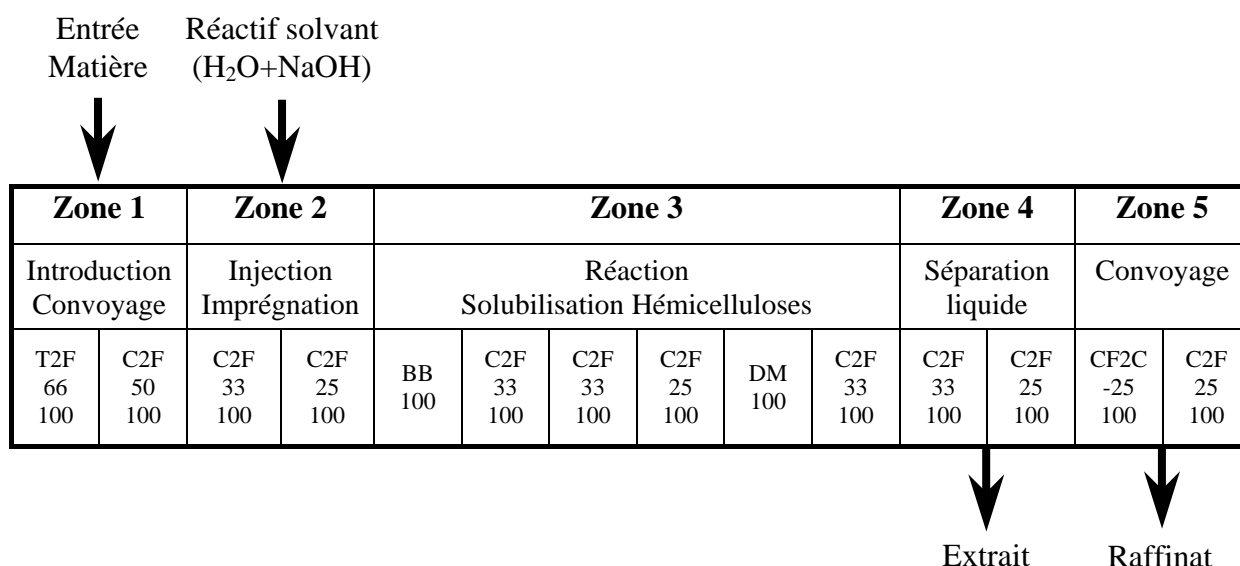 Entrée
Matière
Réactif solvant
(H₂O+NaOH)
Zone 1
Zone 2
Zone 3
Zone 4
Zone 5
Introduction
Convoyage
Injection
Imprégnation
Réaction
Solubilisation Hémicelluloses
Séparation
liquide
Convoyage
T2F
66
100
C2F
50
100
C2F
33
100
C2F
25
100
BB
100
C2F
33
100
C2F
33
100
C2F
25
100
DM
100
C2F
33
100
C2F
33
100
C2F
25
100
CF2C
-25
100
C2F
25
100
Extrait
Raffinat